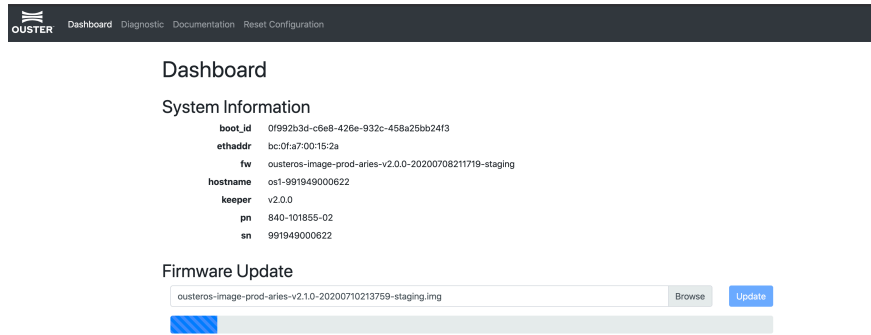 OUSTER
Dashboard Diagnostic Documentation Reset Configuration
Dashboard
System Information
boot_id 0f992b3d-c6e8-426e-932c-458a25bb24f3
ethaddr bc:0f:a7:00:15:2a
fw ousteros-image-prod-aries-v2.0.0-20200708211719-staging
hostname os1-991949000622
keeper v2.0.0
pn 840-101855-02
sn 991949000622
Firmware Update
ousteros-image-prod-aries-v2.1.0-20200710213759-staging.img Browse Update